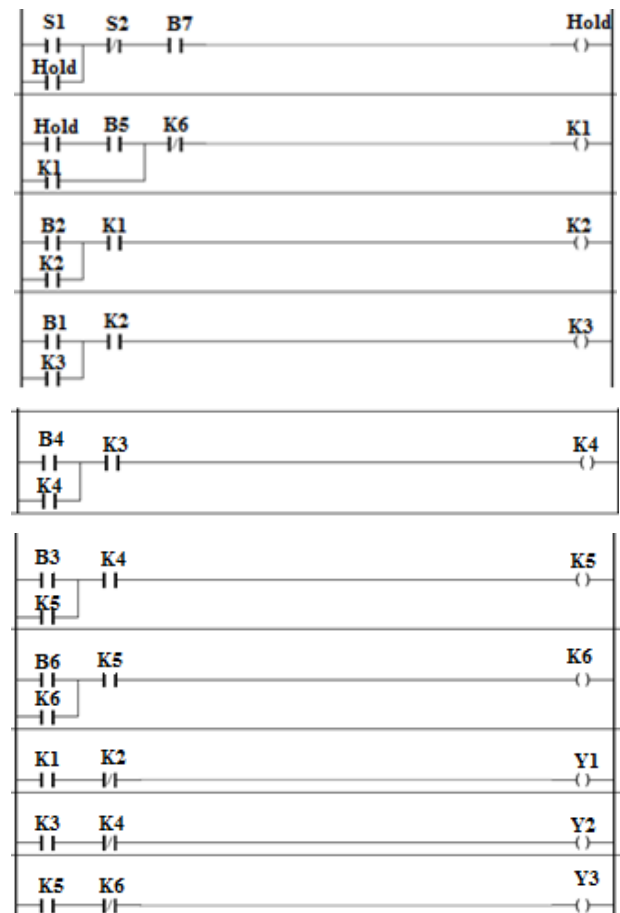 S1 S2 B7 Hold
Hold
Hold B5 K6 K1
K1
B2 K1 K2
K2
B1 K2 K3
K3
B4 K3 K4
K4
B3 K4 K5
K5
B6 K5 K6
K6
K1 K2 Y1
K3 K4 Y2
K5 K6 Y3